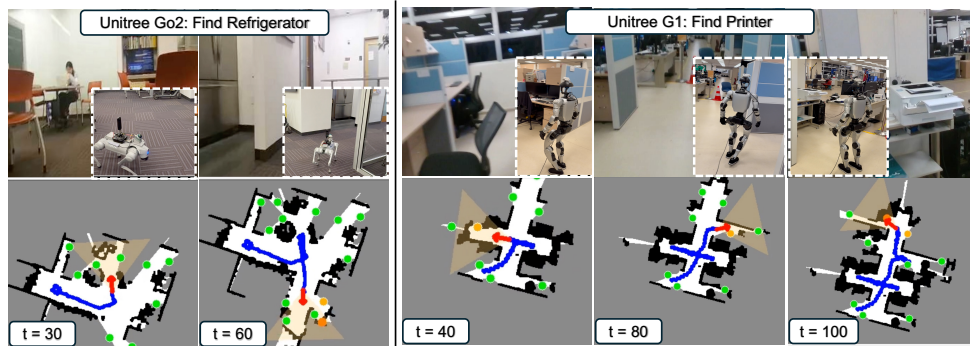 Unitree Go2: Find Refrigerator
Unitree G1: Find Printer
t = 30
t = 60
t = 40
t = 80
t = 100